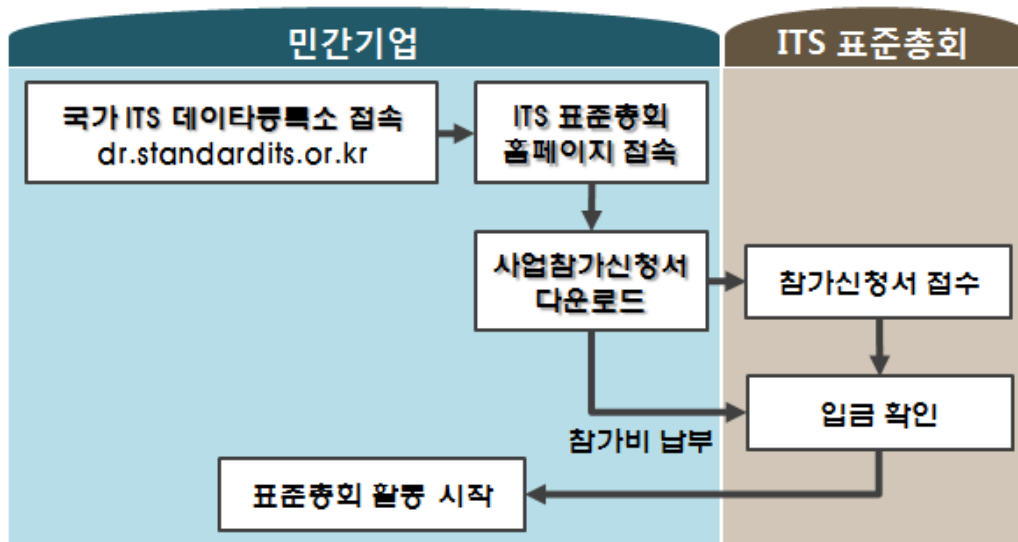 민간기업
ITS 표준총회
국가 ITS 데이타등록소 접속
dr.standardits.or.kr
ITS 표준총회
홈페이지 접속
사업참가신청서
다운로드
참가신청서 접수
입금 확인
참가비 납부
표준총회 활동 시작